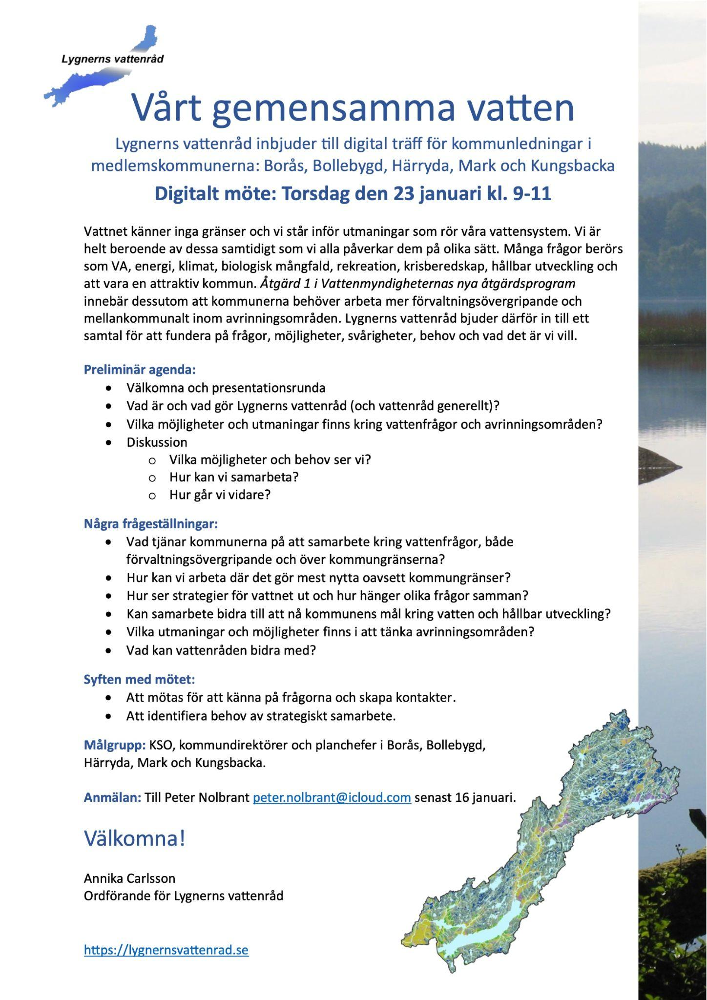 Lygnerns vattenråd
Vårt gemensamma vatten
Lygnerns vattenråd inbjuder till digital träff för kommunledningar i
medlemskommunerna: Borås, Bollebygd, Härryda, Mark och Kungsbacka
Digitalt möte: Torsdag den 23 januari kl. 9-11
Vattnet känner inga gränser och vi står inför utmaningar som rör våra vattensystem. Vi är
helt beroende av dessa samtidigt som vi alla påverkar dem på olika sätt. Många frågor berörs
som VA, energi, klimat, biologisk mångfald, rekreation, krisberedskap, hållbar utveckling och
att vara en attraktiv kommun. Åtgärd 1 i Vattenmyndigheternas nya åtgärdsprogram
innebär dessutom att kommunerna behöver arbeta mer förvaltningsövergripande och
mellankommunalt inom avrinningsområden. Lygnerns vattenråd bjuder därför in till ett
samtal för att fundera på frågor, möjligheter, svårigheter, behov och vad det är vi vill.
Preliminär agenda:
• Välkomna och presentationsrunda
• Vad är och vad gör Lygnerns vattenråd (och vattenråd generellt)?
• Vilka möjligheter och utmaningar finns kring vattenfrågor och avrinningsområden?
• Diskussion
o Vilka möjligheter och behov ser vi?
o Hur kan vi samarbeta?
o Hur går vi vidare?
Några frågeställningar:
• Vad tjänar kommunerna på att samarbete kring vattenfrågor, både
förvaltningsövergripande och över kommungränserna?
• Hur kan vi arbeta där det gör mest nytta oavsett kommungränser?
• Hur ser strategier för vattnet ut och hur hänger olika frågor samman?
• Kan samarbete bidra till att nå kommunens mål kring vatten och hållbar utveckling?
• Vilka utmaningar och möjligheter finns i att tänka avrinningsområden?
• Vad kan vattenråden bidra med?
Syften med mötet:
• Att mötas för att känna på frågorna och skapa kontakter.
• Att identifiera behov av strategiskt samarbete.
Målgrupp: KSO, kommundirektörer och planchefer i Borås, Bollebygd,
Härryda, Mark och Kungsbacka.
Anmälan: Till Peter Nolbrant peter.nolbrant@icloud.com senast 16 januari.
Välkomna!
Annika Carlsson
Ordförande för Lygnerns vattenråd
https://lygnernsvattenrad.se